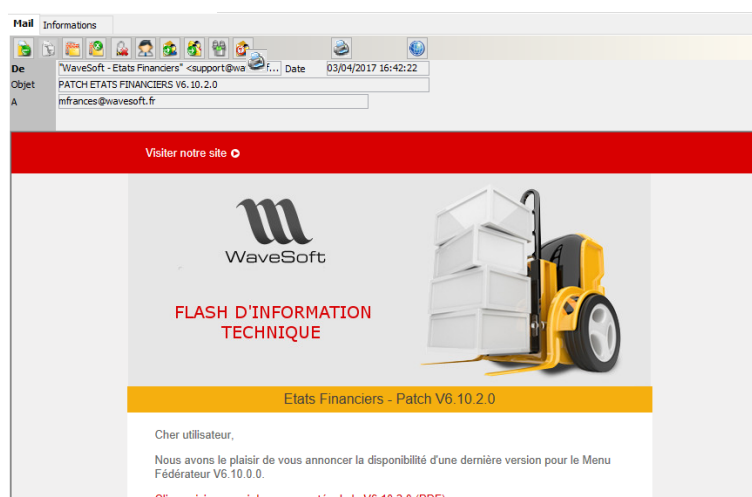 Mail Informations
De "WaveSoft - Etats Financiers" <support@wa f... Date 03/04/2017 16:42:22
Objet PATCH ETATS FINANCIERS V6.10.2.0
A mfrances@wavesoft.fr
Visiter notre site
WaveSoft
FLASH D'INFORMATION
TECHNIQUE
Etats Financiers - Patch V6.10.2.0
Cher utilisateur,
Nous avons le plaisir de vous annoncer la disponibilité d'une dernière version pour le Menu
Fédérateur V6.10.0.0.